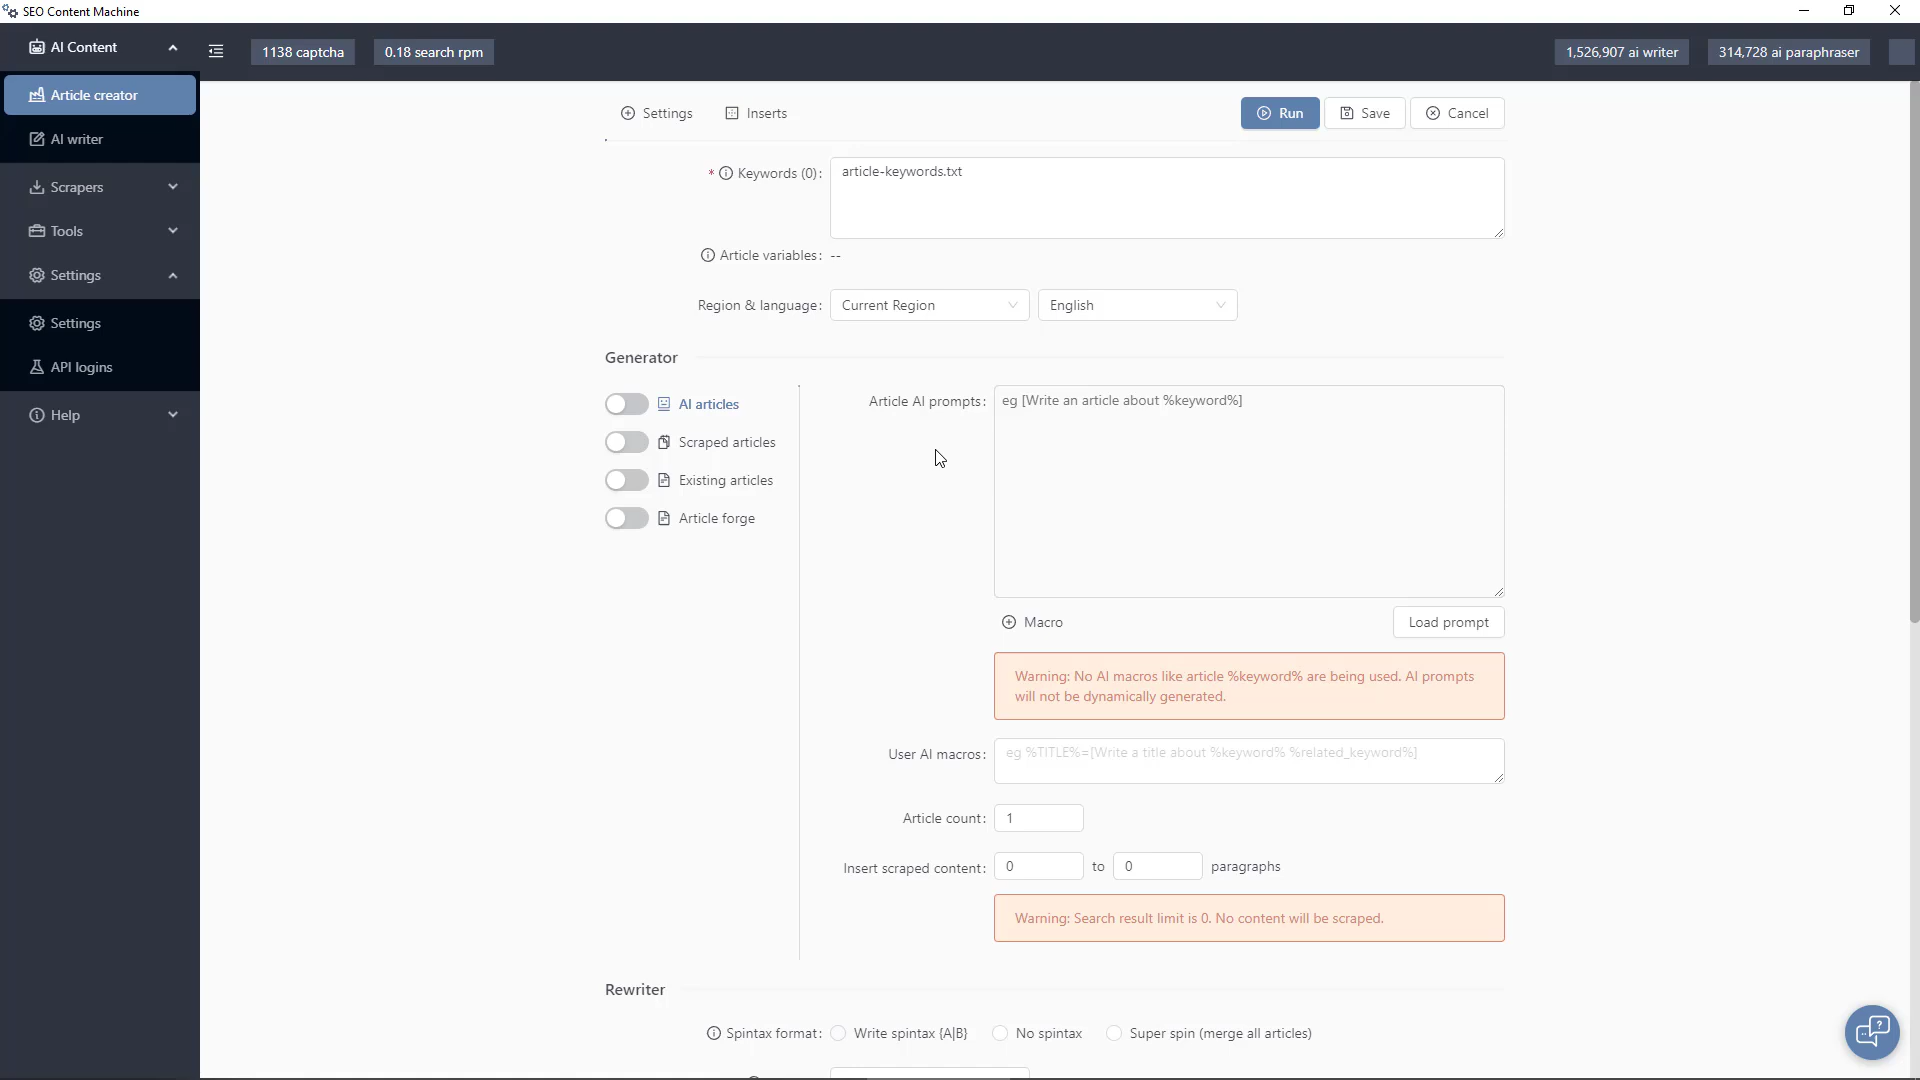 SEO Content Machine
AI Content
1138 captcha
0.18 search rpm
1,526,907 ai writer
314,728 ai paraphraser
Article creator
AI writer
Scrapers
Tools
Settings
Settings
API logins
Help
Settings
Inserts
Run
Save
Cancel
* Keywords (0):
article-keywords.txt
Article variables: --
Region & language:
Current Region
English
Generator
AI articles
Scraped articles
Existing articles
Article forge
Article AI prompts:
eg [Write an article about %keyword%]
Macro
Load prompt
Warning: No AI macros like article %keyword% are being used. AI prompts
will not be dynamically generated.
User AI macros:
eg %TITLE%=[Write a title about %keyword% %related_keyword%]
Article count:
1
Insert scraped content:
0
to
0
paragraphs
Warning: Search result limit is 0. No content will be scraped.
Rewriter
Spintax format:
Write spintax {A|B}
No spintax
Super spin (merge all articles)